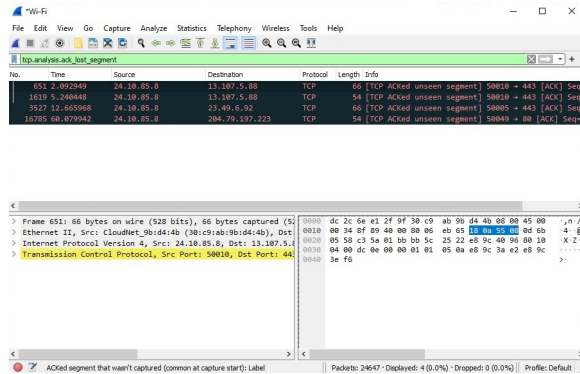 *Wi-Fi
File Edit View Go Capture Analyze Statistics Telephony Wireless Tools Help
tcp.analysis.ack_lost_segment
No. Time Source Destination Protocol Length Info
651 2.092949 24.10.85.8 13.107.5.88 TCP 66 [TCP ACKed unseen segment] 50010 → 443 [ACK] Seq
1619 5.240448 24.10.85.8 13.107.5.88 TCP 54 [TCP ACKed unseen segment] 50010 → 443 [ACK] Seq
3527 12.665968 24.10.85.8 23.49.6.92 TCP 66 [TCP ACKed unseen segment] 50005 → 443 [ACK] Seq
16785 60.079942 24.10.85.8 204.79.197.223 TCP 54 [TCP ACKed unseen segment] 50049 → 80 [ACK] Seq=
> Frame 651: 66 bytes on wire (528 bits), 66 bytes captured (52
> Ethernet II, Src: CloudNet_9b:d4:4b (30:c9:ab:9b:d4:4b), Dst:
> Internet Protocol Version 4, Src: 24.10.85.8, Dst: 13.107.5.8
> Transmission Control Protocol, Src Port: 50010, Dst Port: 44
0000 dc 2c 6e e1 2f 9f 30 c9 ab 9b d4 4b 08 00 45 00 ·,n·/
0010 00 34 8f 89 40 00 80 06 eb 65 18 0a 55 08 0d 6b ·4··@
0020 05 58 c3 5a 01 bb bb 5c 25 22 e8 9c 40 96 80 10 ·X·Z·
0030 04 00 dc 0e 00 00 01 01 05 0a e8 9c 3a e2 e8 9c
0040 3e f6 >·
ACKed segment that wasn't captured (common at capture start): Label
Packets: 24647 · Displayed: 4 (0.0%) · Dropped: 0 (0.0%)
Profile: Default